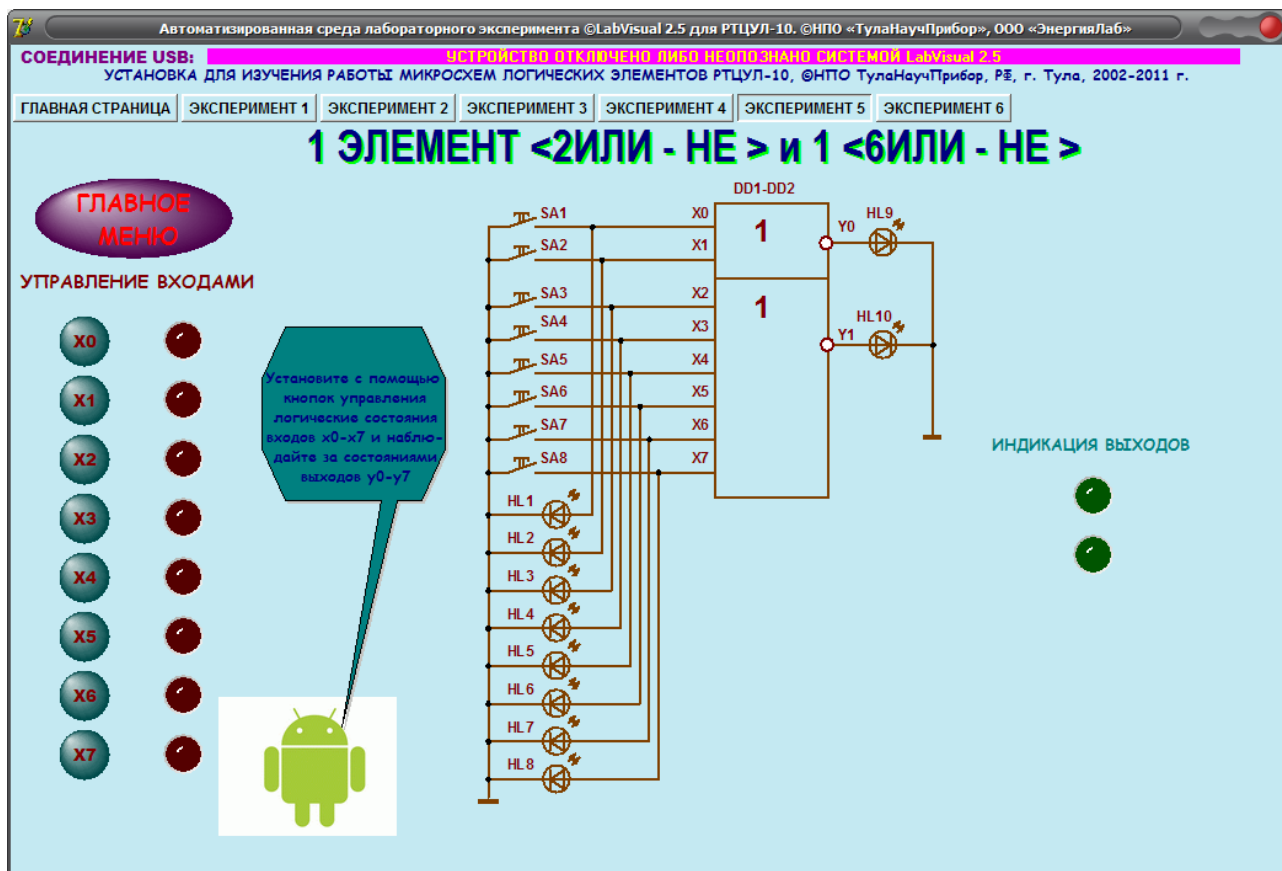 Автоматизированная среда лабораторного эксперимента ©LabVisual 2.5 для РТЦУЛ-10. ©НПО «ТулаНаучПрибор», ООО «ЭнергияЛаб»
СОЕДИНЕНИЕ USB: УСТРОЙСТВО ОТКЛЮЧЕНО ЛИБО НЕОПОЗНАНО СИСТЕМОЙ LabVisual 2.5
УСТАНОВКА ДЛЯ ИЗУЧЕНИЯ РАБОТЫ МИКРОСХЕМ ЛОГИЧЕСКИХ ЭЛЕМЕНТОВ РТЦУЛ-10, ©НПО ТулаНаучПрибор, РФ, г. Тула, 2002-2011 г.
ГЛАВНАЯ СТРАНИЦА ЭКСПЕРИМЕНТ 1 ЭКСПЕРИМЕНТ 2 ЭКСПЕРИМЕНТ 3 ЭКСПЕРИМЕНТ 4 ЭКСПЕРИМЕНТ 5 ЭКСПЕРИМЕНТ 6
1 ЭЛЕМЕНТ <2ИЛИ - НЕ > и 1 <6ИЛИ - НЕ >
ГЛАВНОЕ
МЕНЮ
УПРАВЛЕНИЕ ВХОДАМИ
X0
X1
X2
X3
X4
X5
X6
X7
Установите с помощью
кнопок управления
логические состояния
входов x0-x7 и наблю-
дайте за состояниями
выходов y0-y7
DD1-DD2
SA1 X0 1 Y0 HL9
SA2 X1
SA3 X2 1
SA4 X3 Y1 HL10
SA5 X4
SA6 X5
SA7 X6
SA8 X7
HL1
HL2
HL3
HL4
HL5
HL6
HL7
HL8
ИНДИКАЦИЯ ВЫХОДОВ